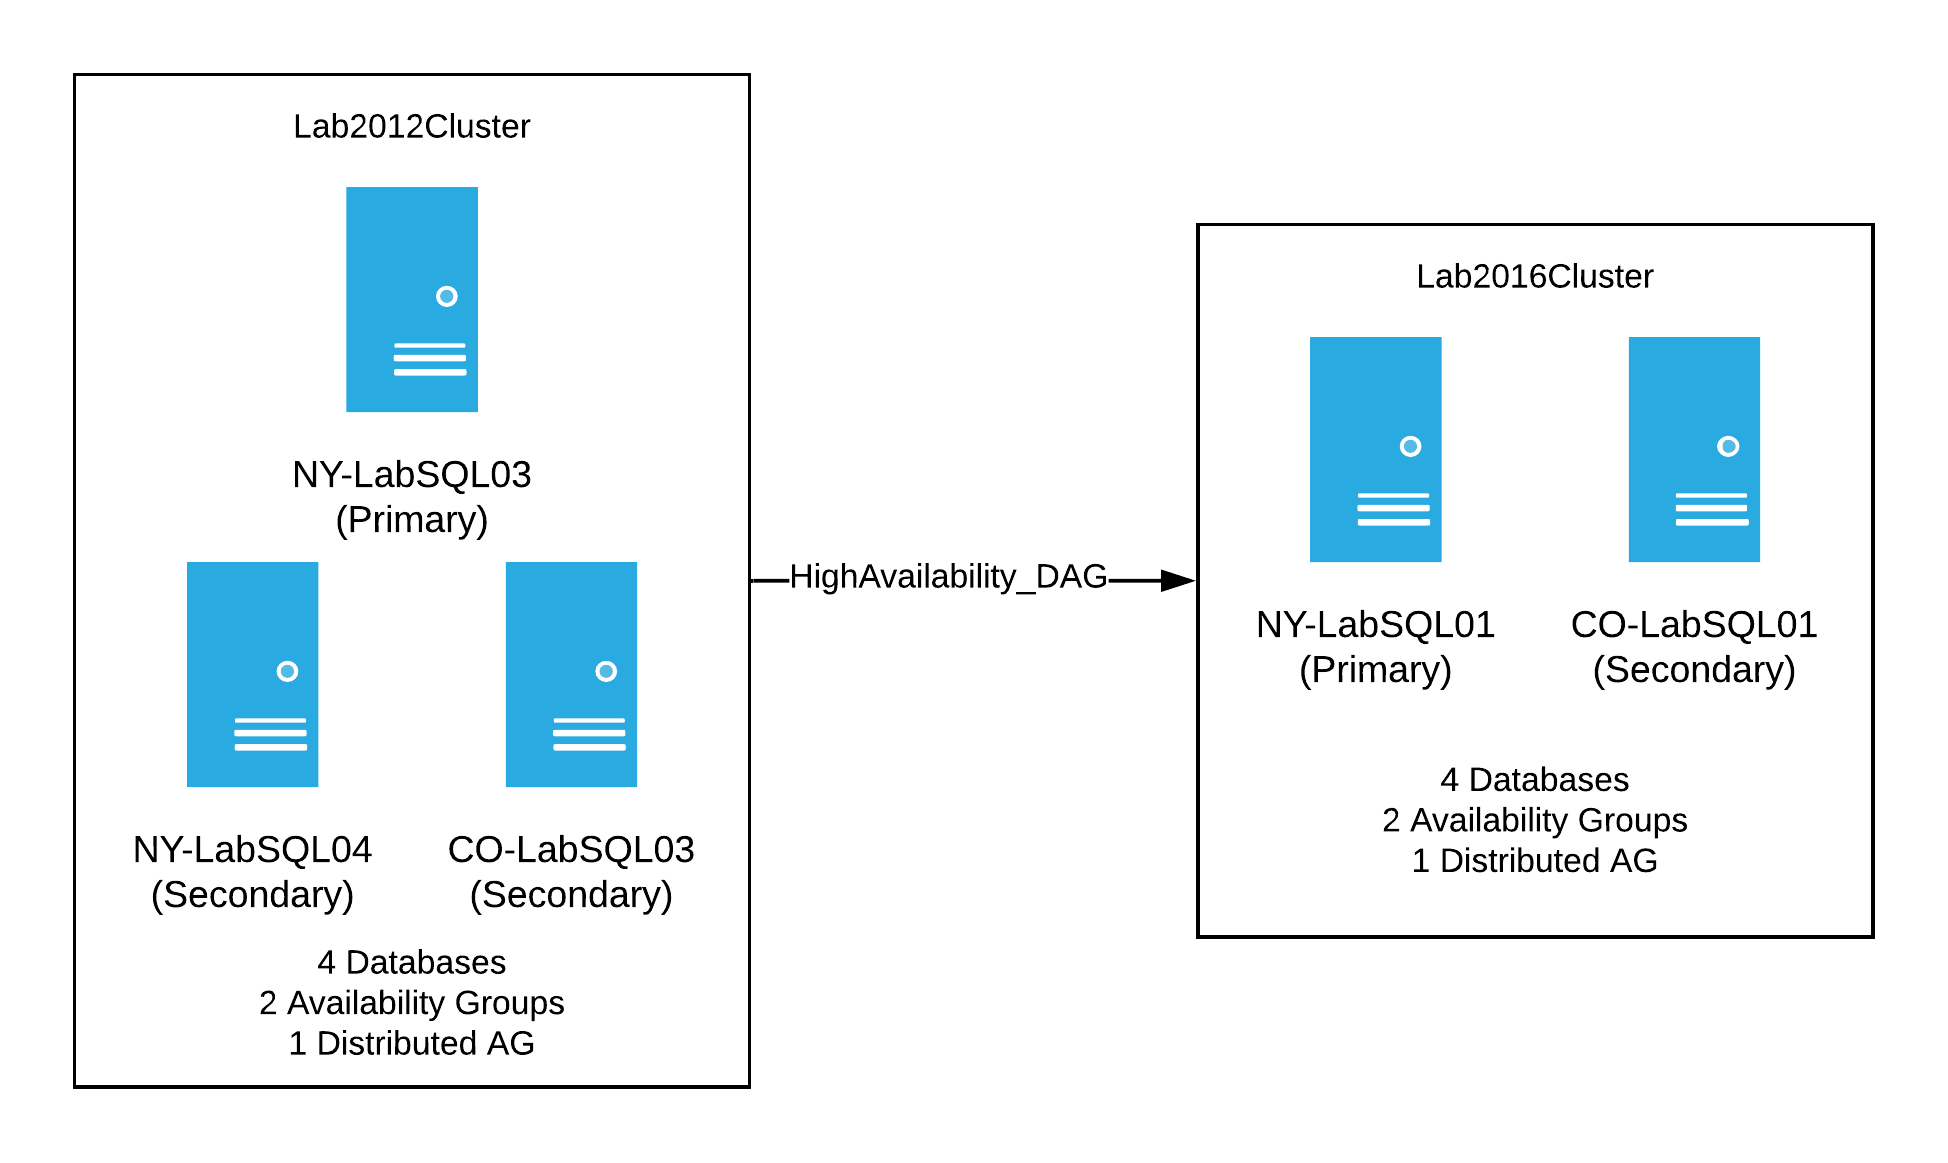 Lab2012Cluster
NY-LabSQL03
(Primary)
NY-LabSQL04
(Secondary)
CO-LabSQL03
(Secondary)
4 Databases
2 Availability Groups
1 Distributed AG
HighAvailability_DAG
Lab2016Cluster
NY-LabSQL01
(Primary)
CO-LabSQL01
(Secondary)
4 Databases
2 Availability Groups
1 Distributed AG